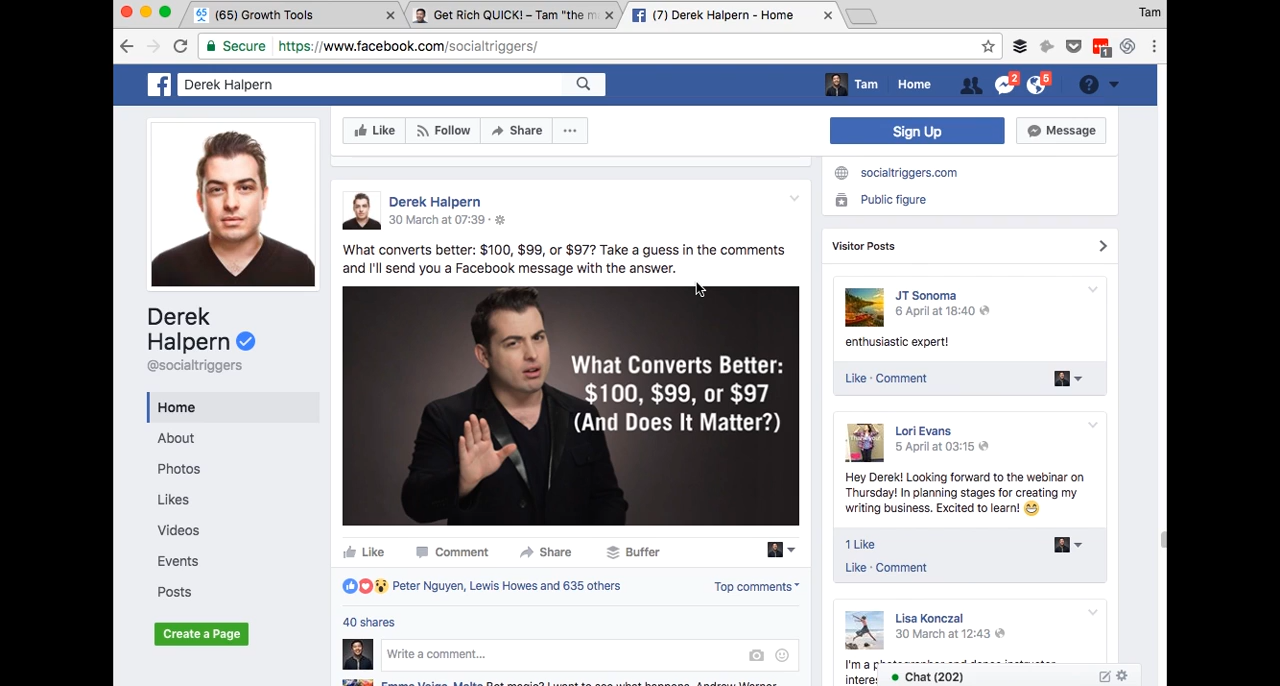 (65) Growth Tools
Get Rich QUICK! – Tam "the m
(7) Derek Halpern - Home
Tam
Secure
https://www.facebook.com/socialtriggers/
1
Derek Halpern
Tam
Home
2
5
Like
Follow
Share
Sign Up
Message
socialtriggers.com
Public figure
Derek Halpern
30 March at 07:39 ·
What converts better: $100, $99, or $97? Take a guess in the comments
and I'll send you a Facebook message with the answer.
What Converts Better:
$100, $99, or $97
(And Does It Matter?)
Like
Comment
Share
Buffer
Peter Nguyen, Lewis Howes and 635 others
Top comments
40 shares
Write a comment...
Derek
Halpern
@socialtriggers
Home
About
Photos
Likes
Videos
Events
Posts
Create a Page
Visitor Posts
JT Sonoma
6 April at 18:40
enthusiastic expert!
Like · Comment
Lori Evans
5 April at 03:15
Hey Derek! Looking forward to the webinar on
Thursday! In planning stages for creating my
writing business. Excited to learn!
1 Like
Like · Comment
Lisa Konczal
30 March at 12:43
Chat (202)